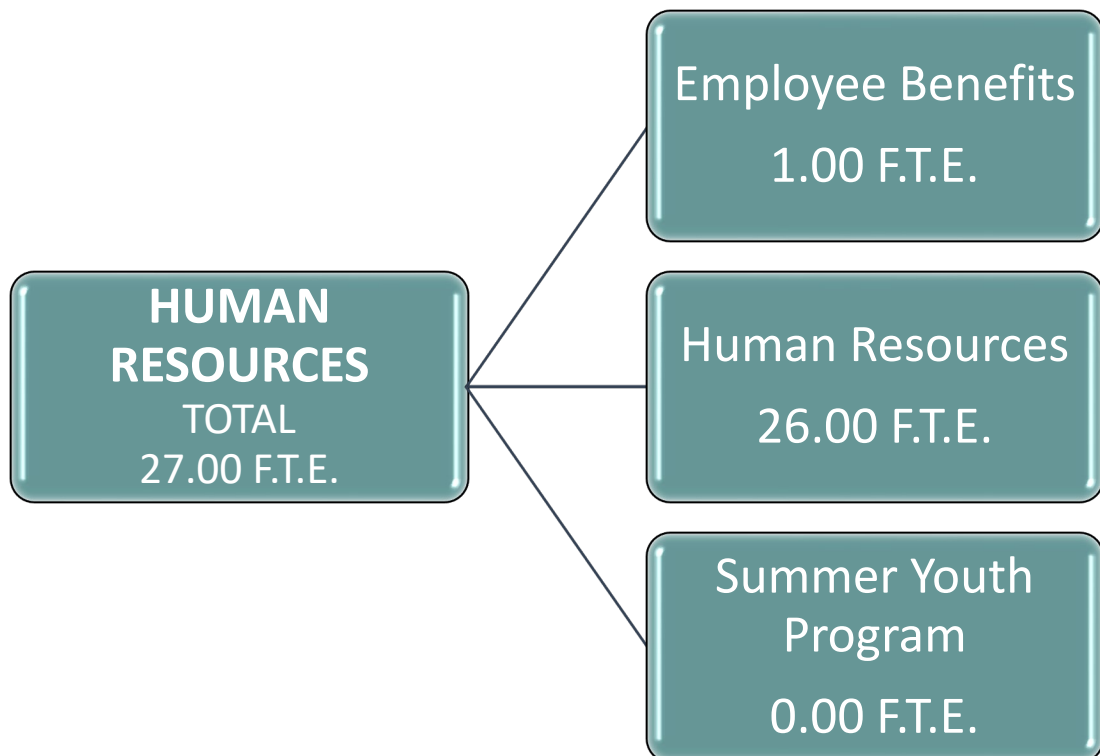 HUMAN
RESOURCES
TOTAL
27.00 F.T.E.
Employee Benefits
1.00 F.T.E.
Human Resources
26.00 F.T.E.
Summer Youth
Program
0.00 F.T.E.